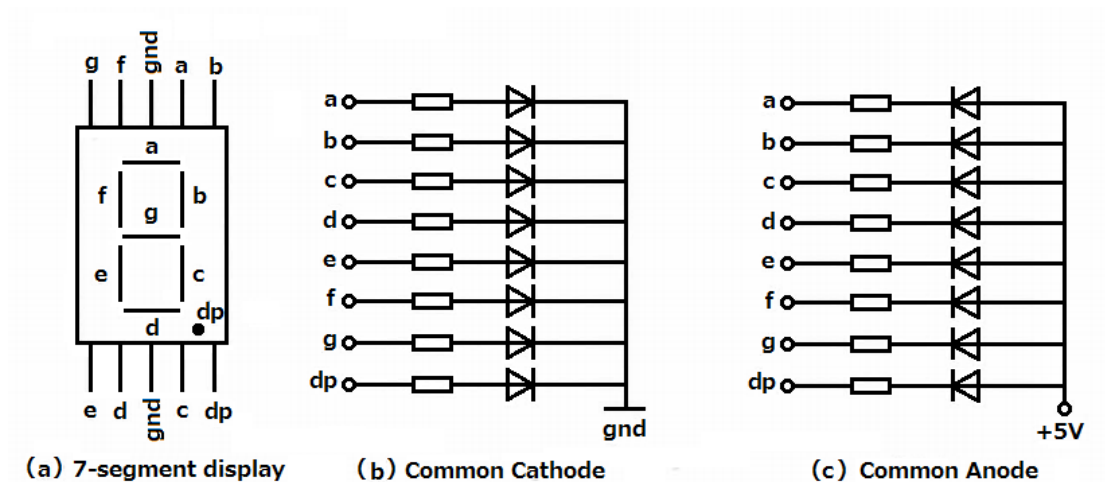 g f gnd a b
a
f b
g
e c
dp
d
e d gnd c dp
(a) 7-segment display
a
b
c
d
e
f
g
dp
gnd
(b) Common Cathode
a
b
c
d
e
f
g
dp
+5V
(c) Common Anode